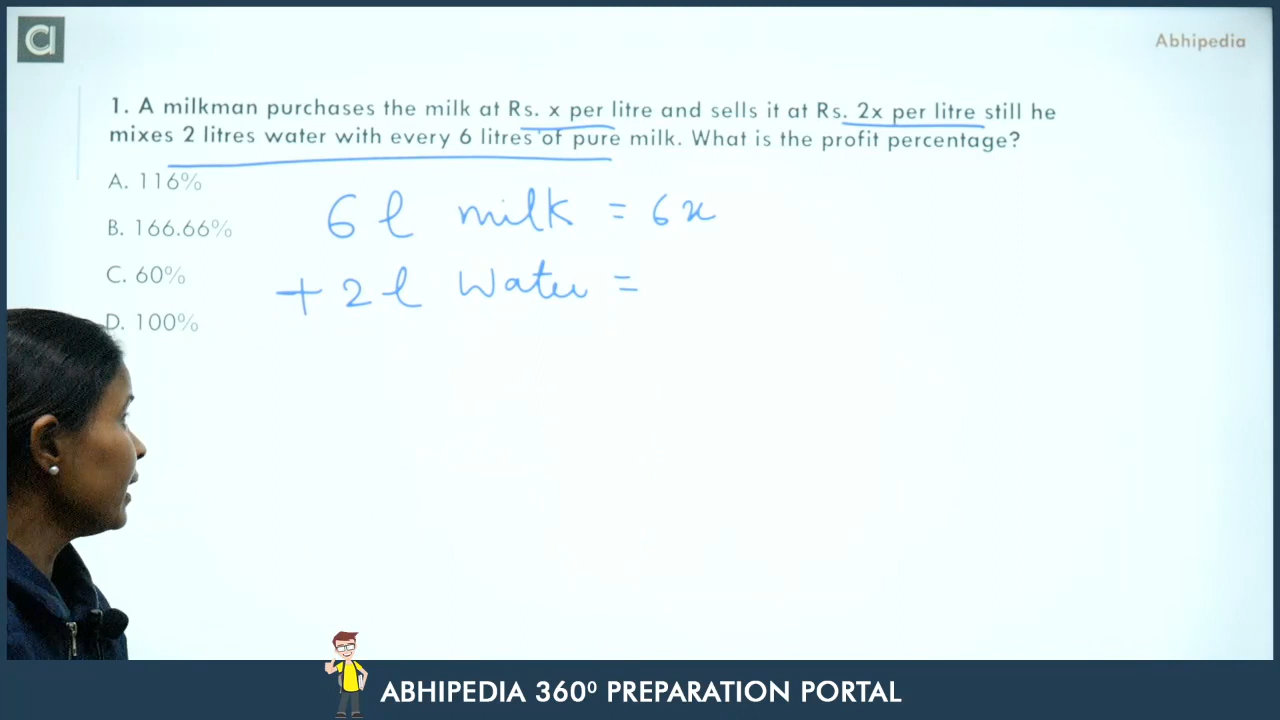 Abhipedia
1. A milkman purchases the milk at Rs. x per litre and sells it at Rs. 2x per litre still he
mixes 2 litres water with every 6 litres of pure milk. What is the profit percentage?
A. 116%
B. 166.66%
C. 60%
D. 100%
6 l milk = 6x
+ 2 l Water =
ABHIPEDIA 360⁰ PREPARATION PORTAL